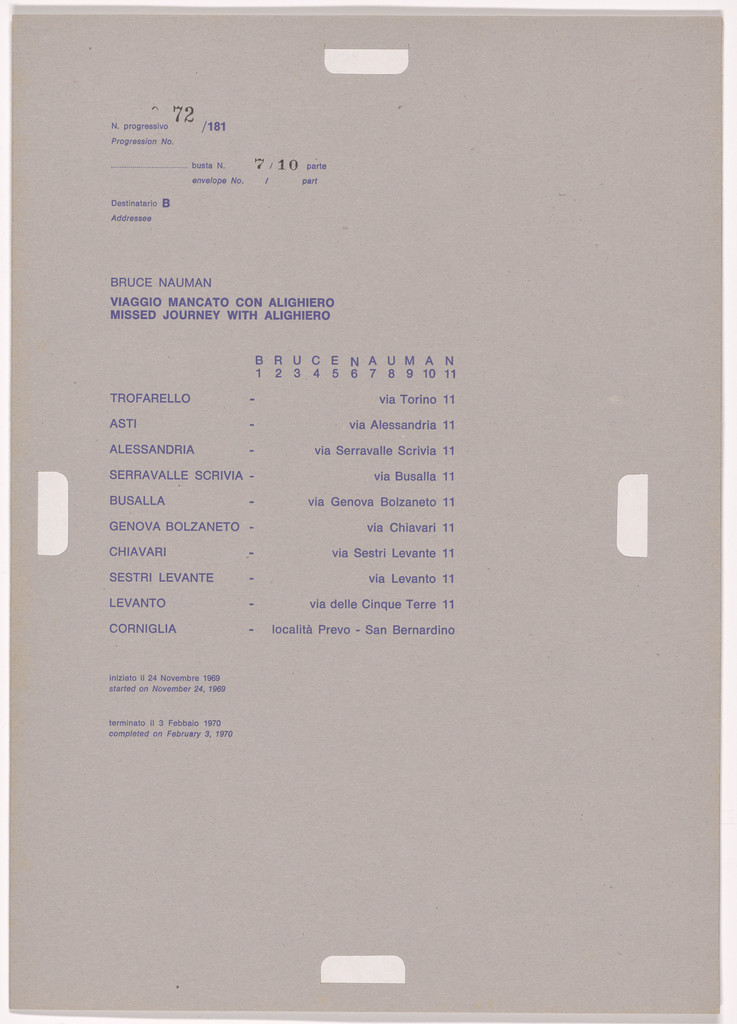 N. progressivo 72 /181
Progression No.
busta N. 7 / 10 parte
envelope No. / part
Destinatario B
Addressee
BRUCE NAUMAN
VIAGGIO MANCATO CON ALIGHIERO
MISSED JOURNEY WITH ALIGHIERO
B R U C E N A U M A N
1 2 3 4 5 6 7 8 9 10 11
TROFARELLO - via Torino 11
ASTI - via Alessandria 11
ALESSANDRIA - via Serravalle Scrivia 11
SERRAVALLE SCRIVIA - via Busalla 11
BUSALLA - via Genova Bolzaneto 11
GENOVA BOLZANETO - via Chiavari 11
CHIAVARI - via Sestri Levante 11
SESTRI LEVANTE - via Levanto 11
LEVANTO - via delle Cinque Terre 11
CORNIGLIA - località Prevo - San Bernardino
iniziato il 24 Novembre 1969
started on November 24, 1969
terminato il 3 Febbaio 1970
completed on February 3, 1970